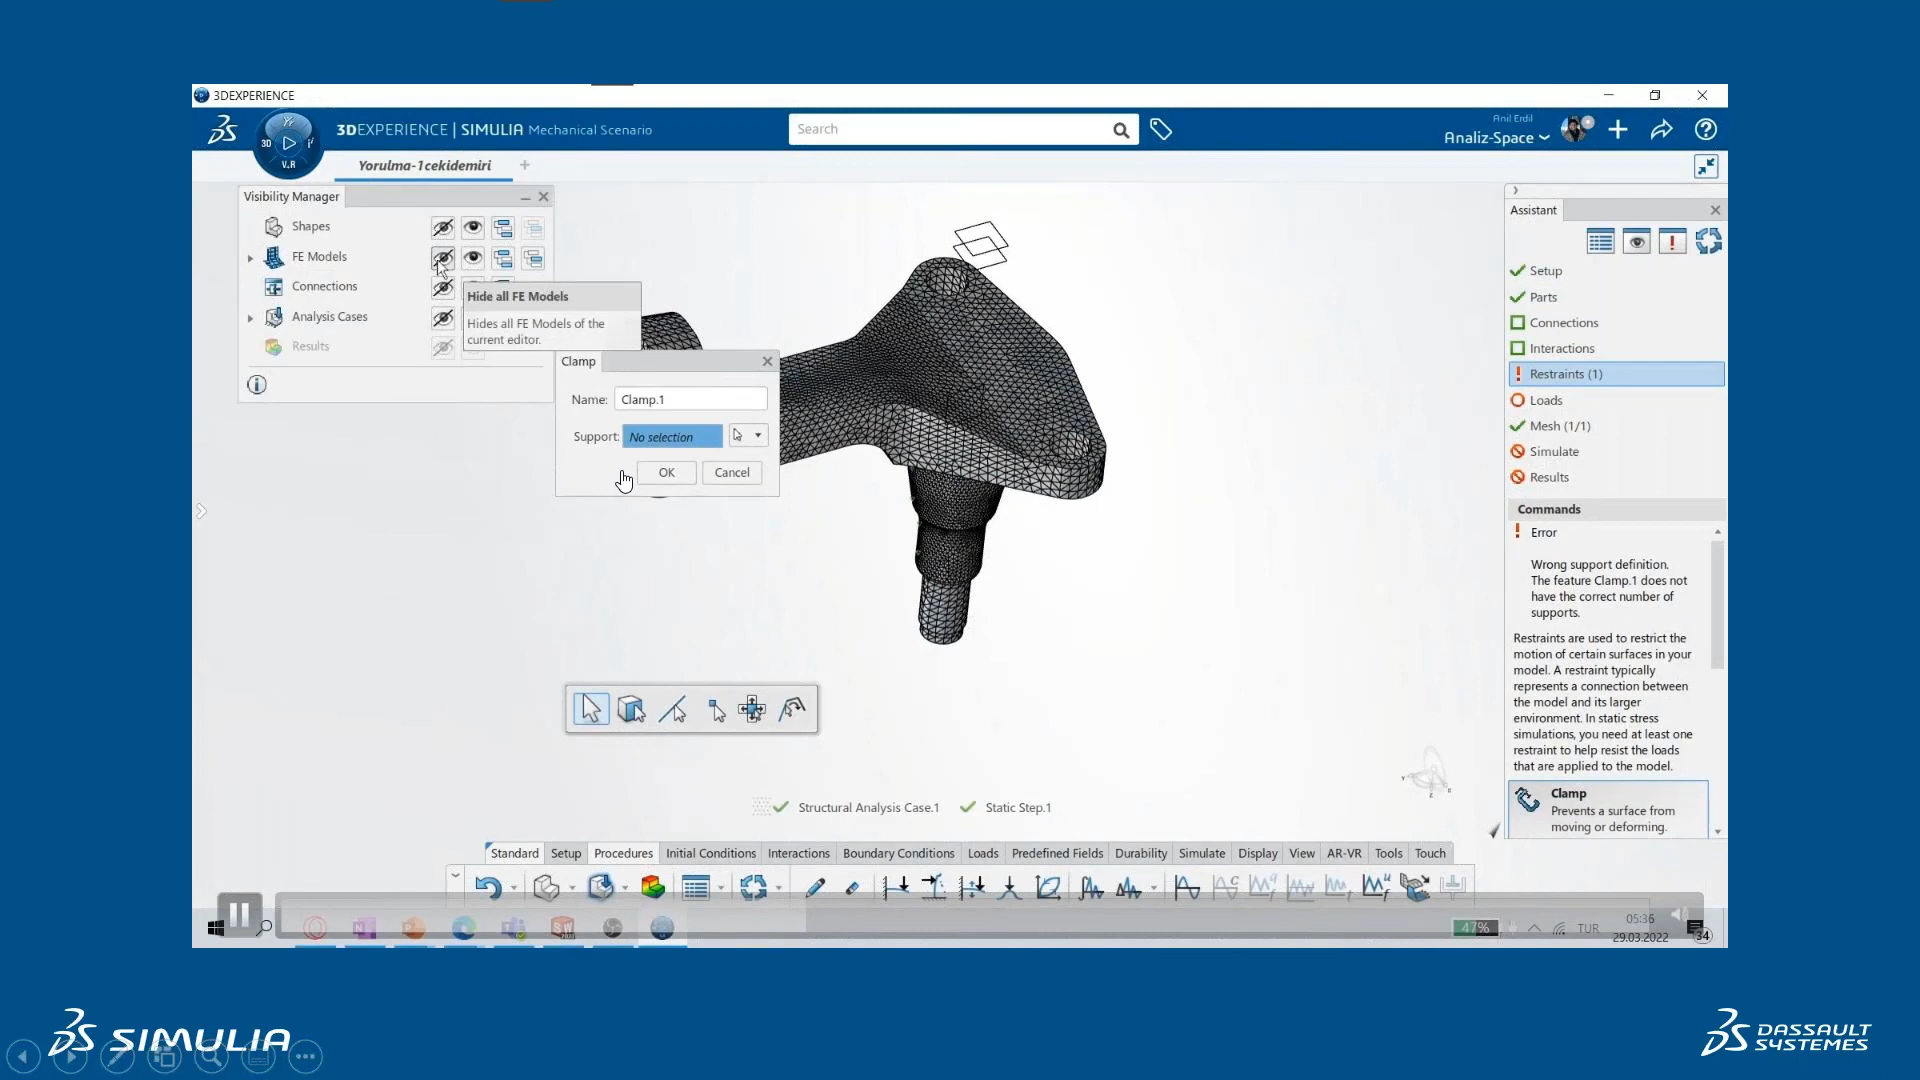 3DEXPERIENCE
3DEXPERIENCE | SIMULIA Mechanical Scenario
Search
Anil Erdil
Analiz-Space
3D
V.R
Yorulma-1cekidemiri
Visibility Manager
Shapes
FE Models
Connections
Analysis Cases
Results
Hide all FE Models
Hides all FE Models of the
current editor.
Clamp
Name: Clamp.1
Support: No selection
OK Cancel
Assistant
Setup
Parts
Connections
Interactions
Restraints (1)
Loads
Mesh (1/1)
Simulate
Results
Commands
Error
Wrong support definition.
The feature Clamp.1 does not
have the correct number of
supports.
Restraints are used to restrict the
motion of certain surfaces in your
model. A restraint typically
represents a connection between
the model and its larger
environment. In static stress
simulations, you need at least one
restraint to help resist the loads
that are applied to the model.
Clamp
Prevents a surface from
moving or deforming.
Structural Analysis Case.1 Static Step.1
Standard Setup Procedures Initial Conditions Interactions Boundary Conditions Loads Predefined Fields Durability Simulate Display View AR-VR Tools Touch
47% TUR
05:36
29.03.2022
34
SIMULIA
DASSAULT
SYSTEMES